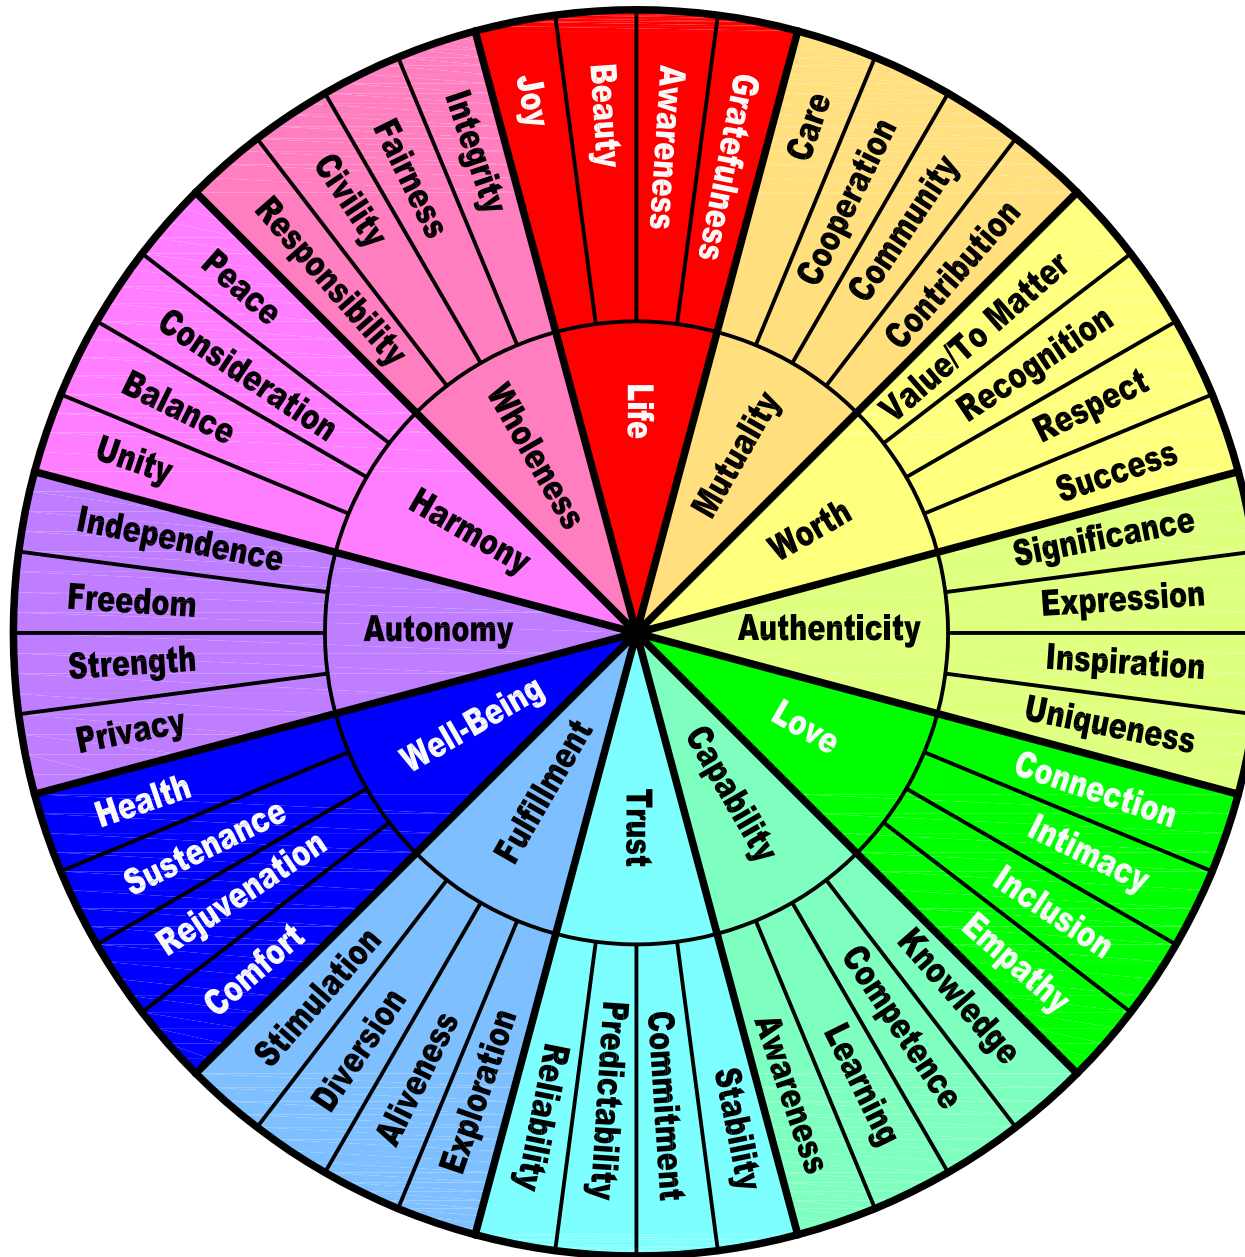 Life
Joy
Beauty
Awareness
Gratefulness
Mutuality
Care
Cooperation
Community
Contribution
Worth
Value/To Matter
Recognition
Respect
Success
Authenticity
Significance
Expression
Inspiration
Uniqueness
Love
Connection
Intimacy
Inclusion
Empathy
Capability
Knowledge
Competence
Learning
Awareness
Trust
Stability
Commitment
Predictability
Reliability
Fulfillment
Exploration
Aliveness
Diversion
Stimulation
Well-Being
Comfort
Rejuvenation
Sustenance
Health
Autonomy
Privacy
Strength
Freedom
Independence
Harmony
Unity
Balance
Consideration
Peace
Wholeness
Responsibility
Civility
Fairness
Integrity